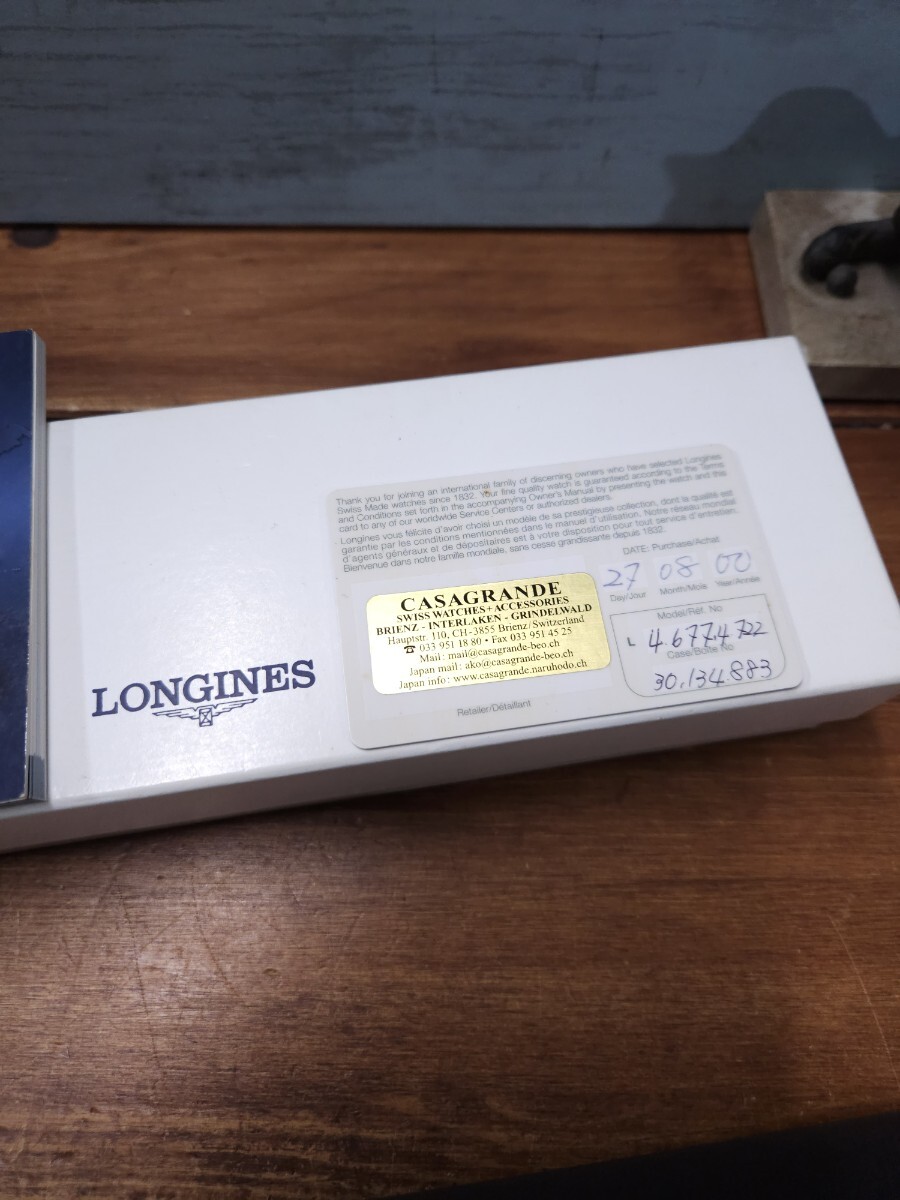 Thank you for joining an international family of discerning owners who have selected Longines
Swiss Made watches since 1832. Your fine quality watch is guaranteed according to the Terms
and Conditions set forth in the accompanying Owner's Manual by presenting the watch and this
card to any of our worldwide Service Centers or authorized dealers.
Longines vous félicite d'avoir choisi un modèle de sa prestigieuse collection, dont la qualité est
garantie par les conditions mentionnées dans le manuel d'utilisation. Notre réseau mondial
d'agents généraux et de dépositaires est à votre disposition pour tout service d'entretien.
Bienvenue dans notre famille mondiale, sans cesse grandissante depuis 1832.
DATE: Purchase/Achat
27 08 00
Day/Jour Month/Mois Year/Année
CASAGRANDE
SWISS WATCHES + ACCESSORIES
BRIENZ - INTERLAKEN - GRINDELWALD
Hauptstr. 110, CH-3855 Brienz/Switzerland
☎ 033 951 18 80 • Fax 033 951 45 25
Mail: mail@casagrande-beo.ch
Japan mail: ako@casagrande-beo.ch
Japan info: www.casagrande.naruhodo.ch
Model/Réf. No
L 4.677.4 722
Case/Boîte No
30.134.883
Retailer/Détaillant
LONGINES